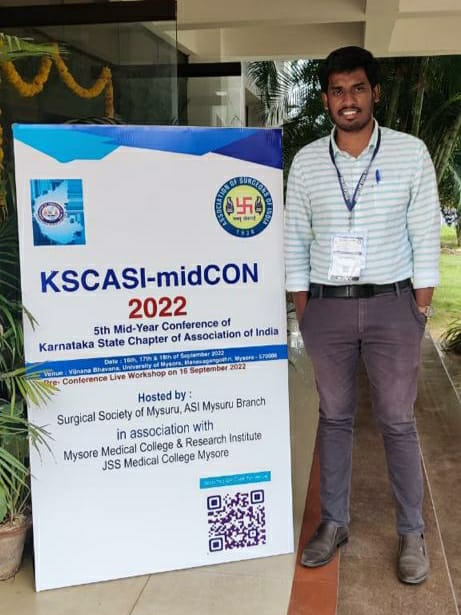 ASSOCIATION OF SURGEONS OF INDIA
1938
KSCASI-midCON
2022
5th Mid-Year Conference of
Karnataka State Chapter of Association of India
Date : 16th, 17th & 18th of September 2022
Venue : Vijnana Bhavana, University of Mysore, Manasagangothri, Mysore - 570006
Pre- Conference Live Workshop on 16 September 2022
Hosted by :
Surgical Society of Mysuru, ASI Mysuru Branch
in association with
Mysore Medical College & Research Institute
JSS Medical College Mysore